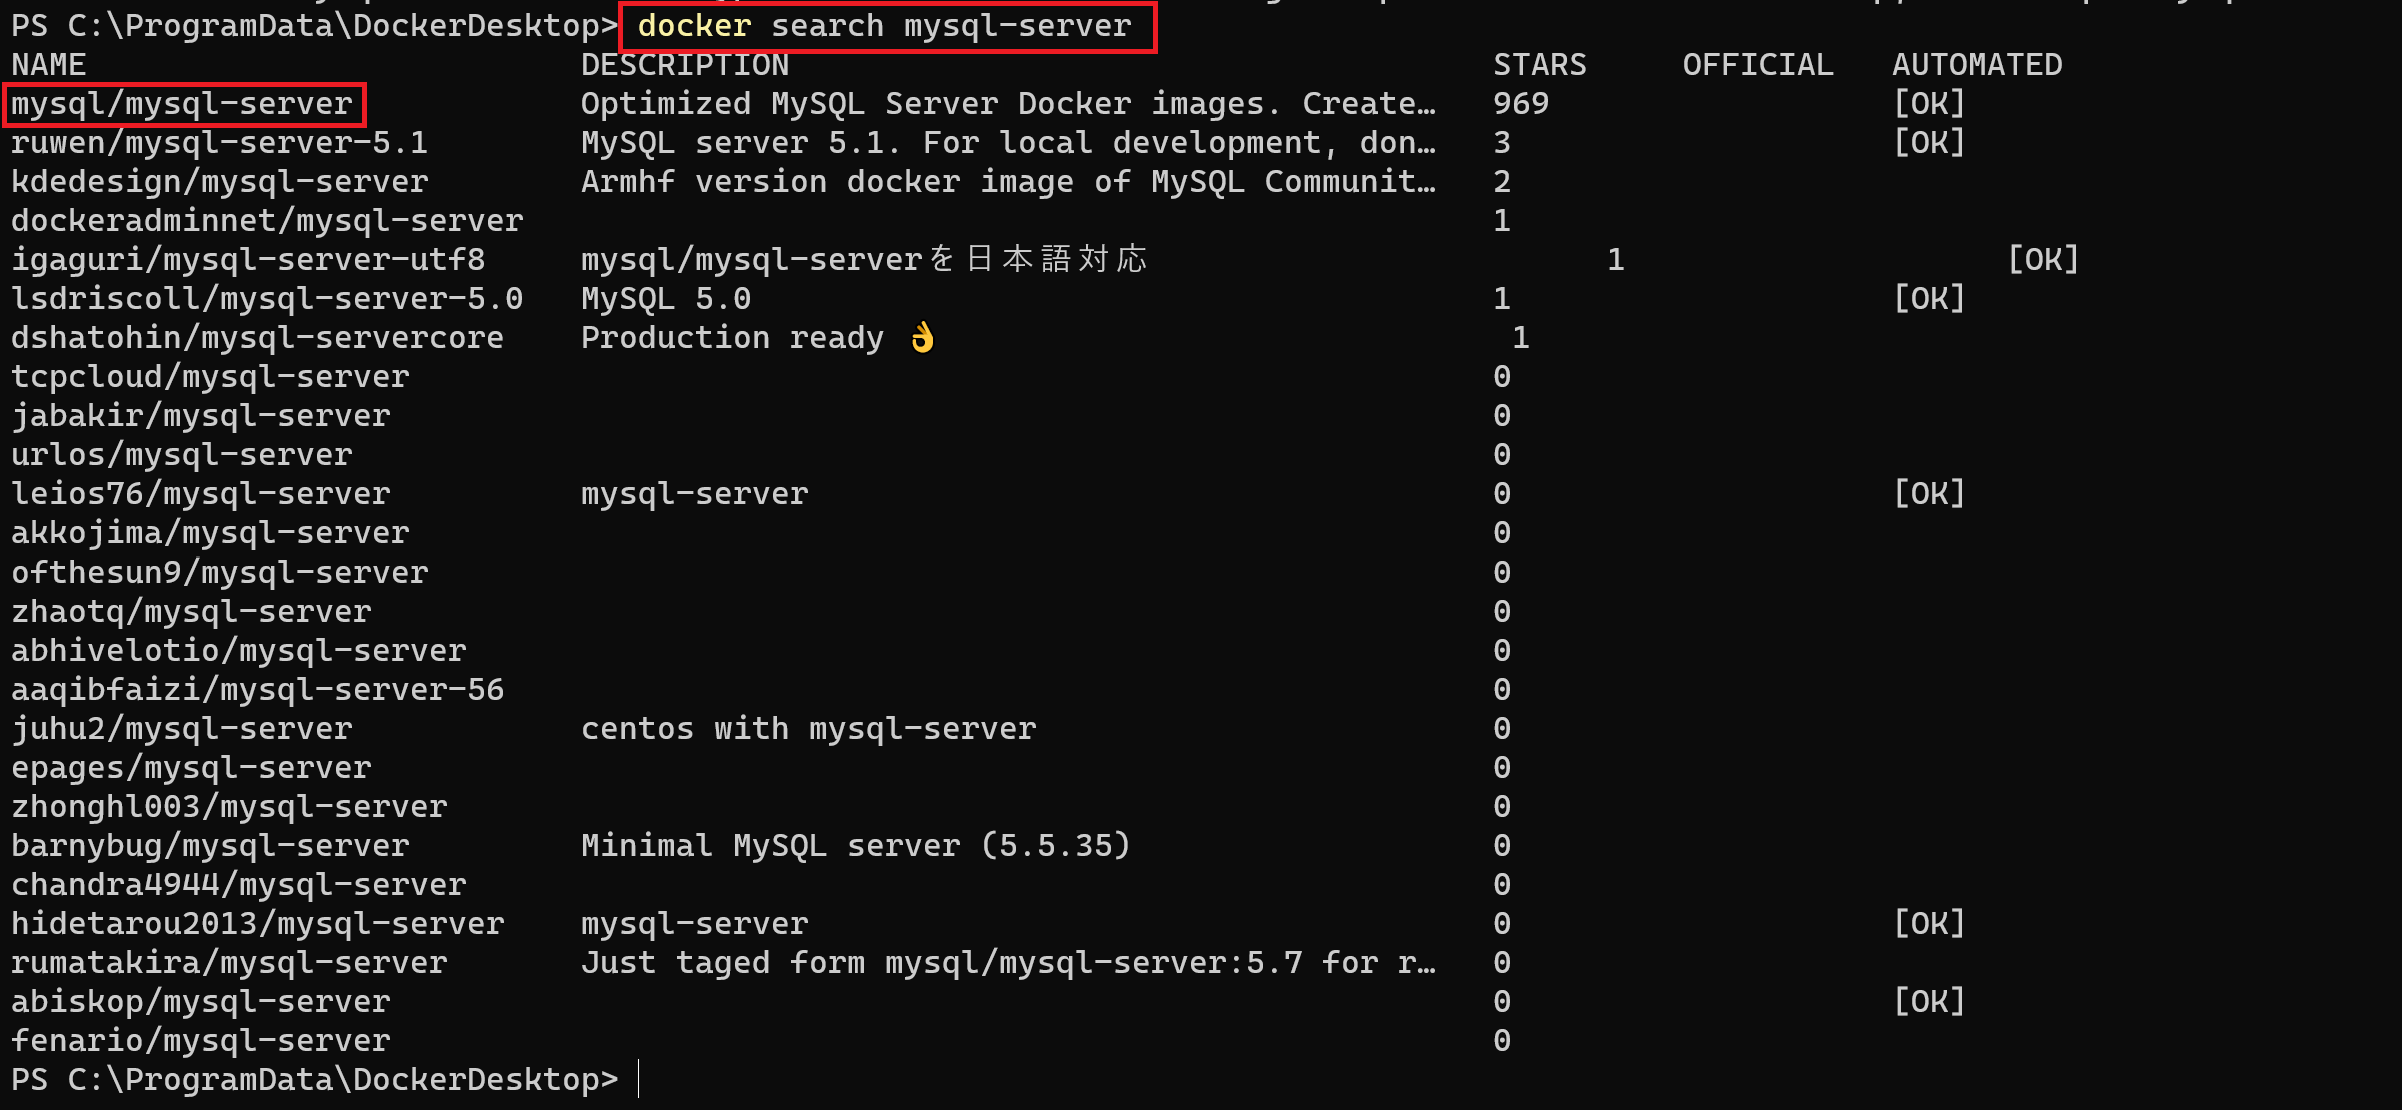 PS C:\ProgramData\DockerDesktop> docker search mysql-server
NAME DESCRIPTION STARS OFFICIAL AUTOMATED
mysql/mysql-server Optimized MySQL Server Docker images. Create… 969 [OK]
ruwen/mysql-server-5.1 MySQL server 5.1. For local development, don… 3 [OK]
kdedesign/mysql-server Armhf version docker image of MySQL Communit… 2
dockeradminnet/mysql-server 1
igaguri/mysql-server-utf8 mysql/mysql-serverを日本語対応 1 [OK]
lsdriscoll/mysql-server-5.0 MySQL 5.0 1 [OK]
dshatohin/mysql-servercore Production ready 👌 1
tcpcloud/mysql-server 0
jabakir/mysql-server 0
urlos/mysql-server 0
leios76/mysql-server mysql-server 0 [OK]
akkojima/mysql-server 0
ofthesun9/mysql-server 0
zhaotq/mysql-server 0
abhivelotio/mysql-server 0
aaqibfaizi/mysql-server-56 0
juhu2/mysql-server centos with mysql-server 0
epages/mysql-server 0
zhonghl003/mysql-server 0
barnybug/mysql-server Minimal MySQL server (5.5.35) 0
chandra4944/mysql-server 0
hidetarou2013/mysql-server mysql-server 0 [OK]
rumatakira/mysql-server Just taged form mysql/mysql-server:5.7 for r… 0
abiskop/mysql-server 0 [OK]
fenario/mysql-server 0
PS C:\ProgramData\DockerDesktop>